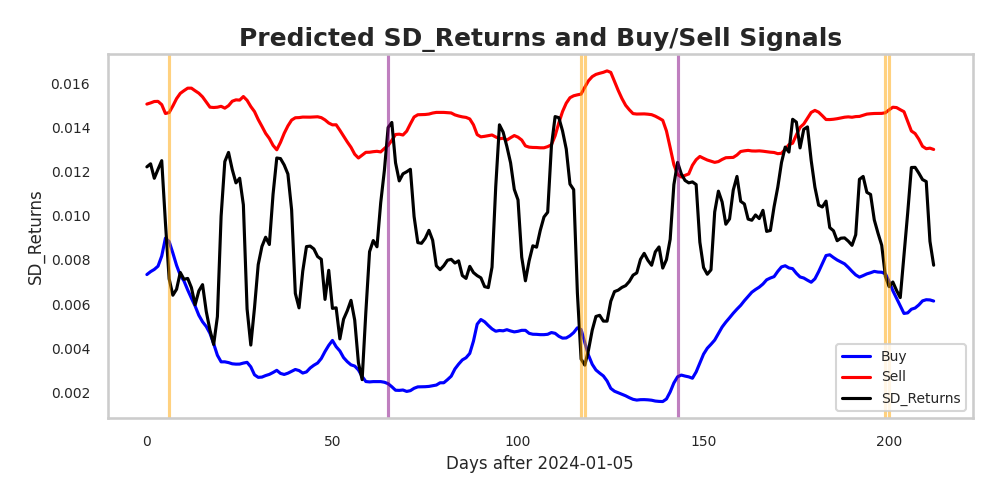 Predicted SD_Returns and Buy/Sell Signals
SD_Returns
0.016
0.014
0.012
0.010
0.008
0.006
0.004
0.002
Buy
Sell
SD_Returns
0 50 100 150 200
Days after 2024-01-05